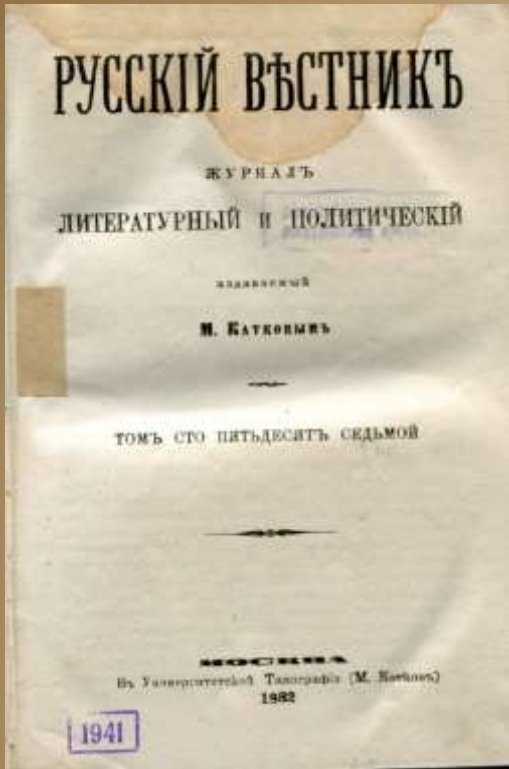 РУССКІЙ ВѢСТНИКЪ
ЖУРНАЛЪ
ЛИТЕРАТУРНЫЙ И ПОЛИТИЧЕСКІЙ
издаваемый
М. Катковымъ
ТОМЪ СТО ПЯТЬДЕСЯТЪ СЕДЬМОЙ
МОСКВА
Въ Университетской Типографіи (М. Катковъ)
1882
1941